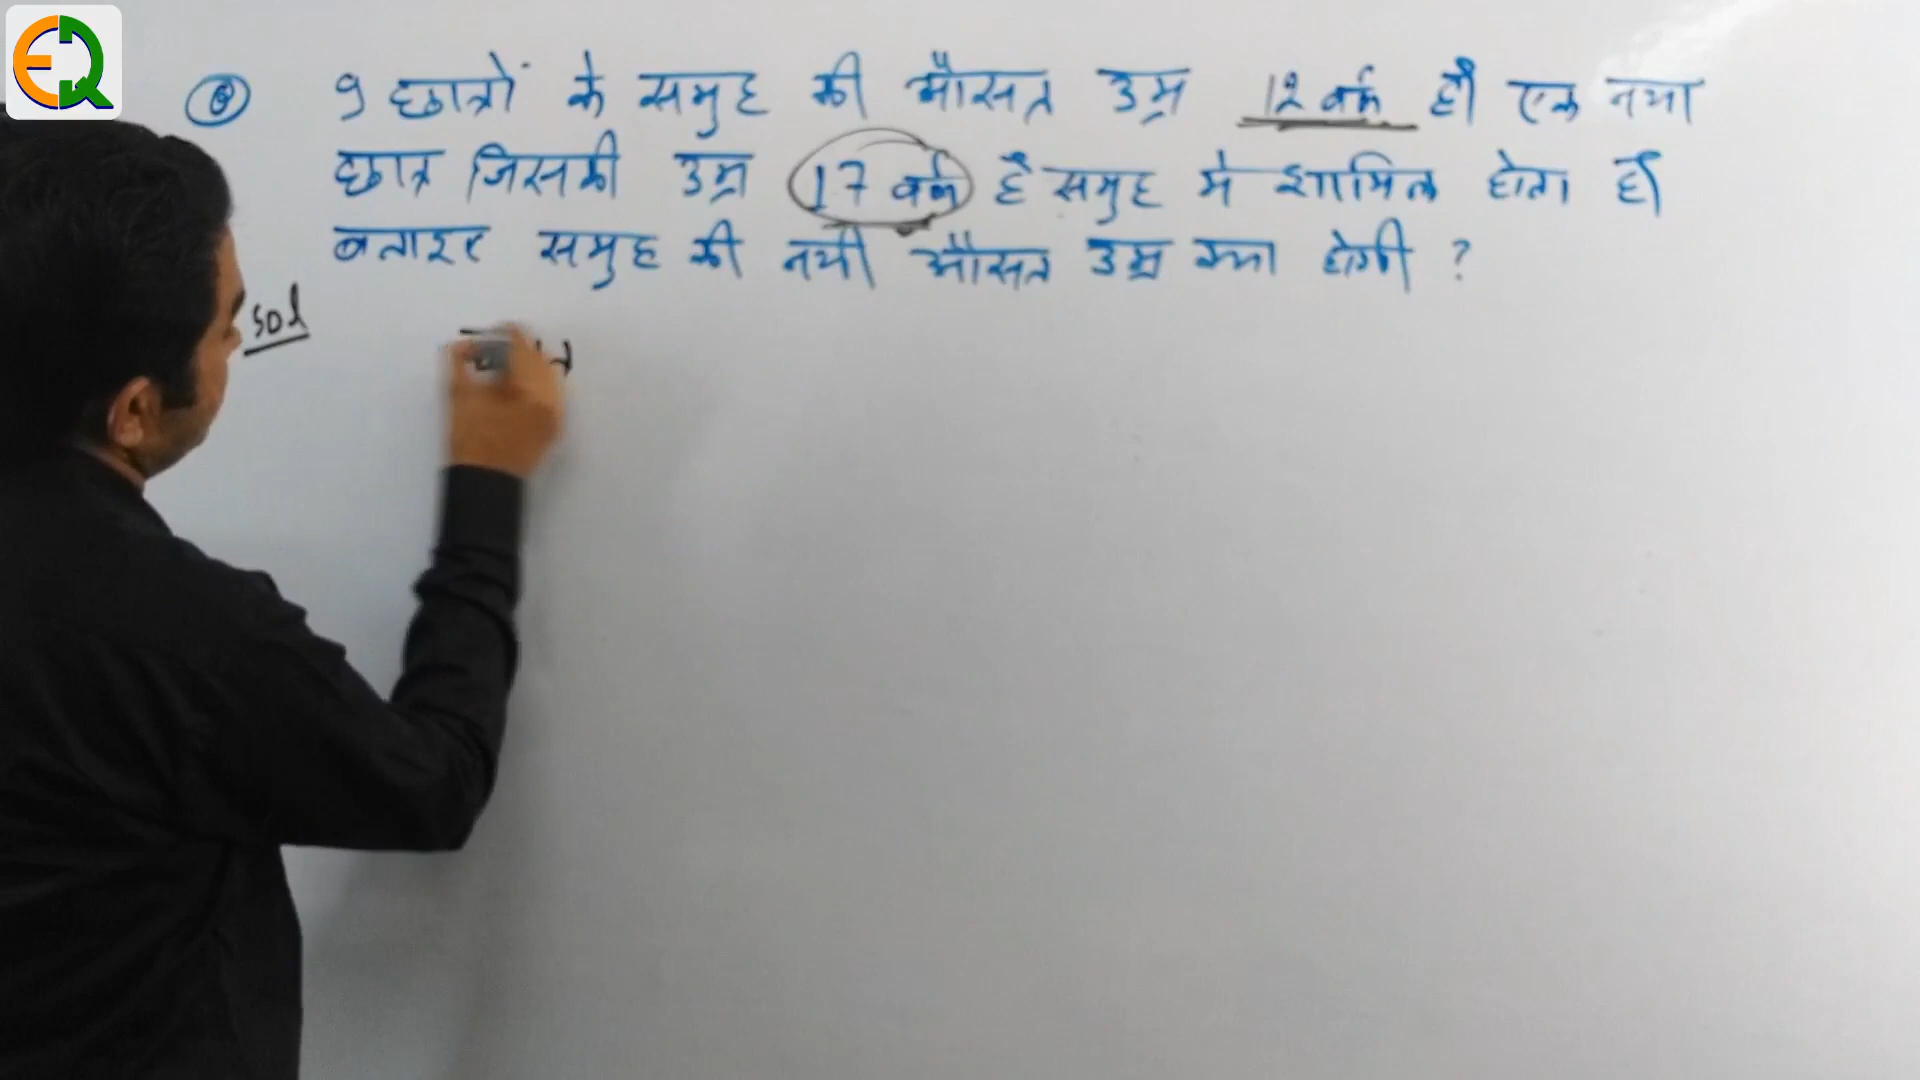 EQ
⑧ 9 छात्रों के समुह की औसत उम्र 12 वर्ष है। एक नया
छात्र जिसकी उम्र 17 वर्ष है समुह मे शामिल होता है।
बताइए समुह की नयी औसत उम्र क्या होगी ?
Sol